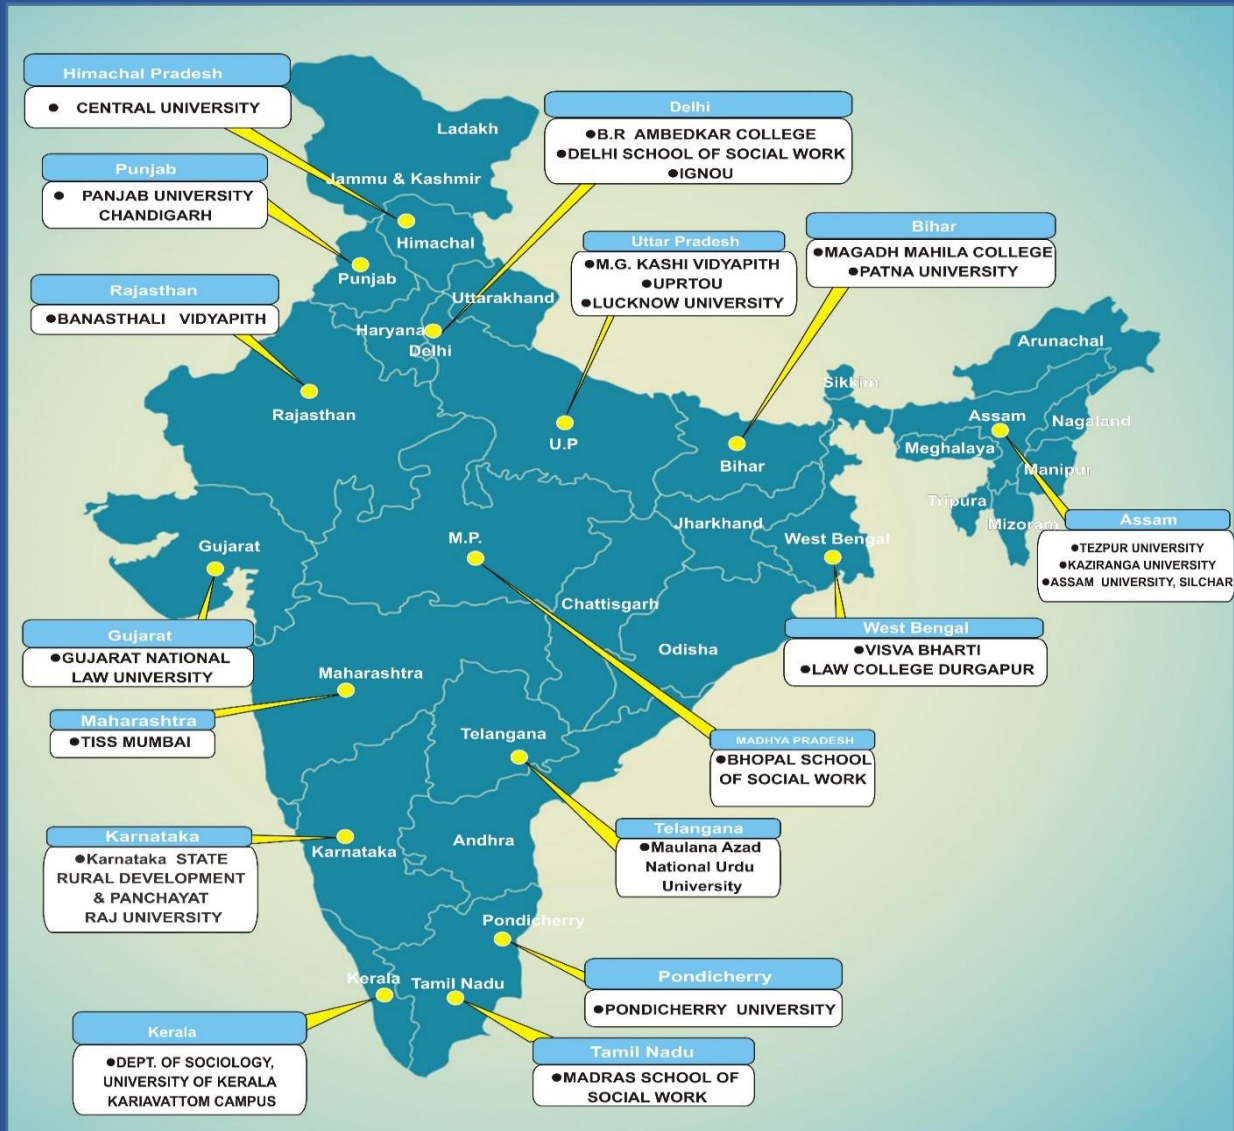 Himachal Pradesh
● CENTRAL UNIVERSITY
Punjab
● PANJAB UNIVERSITY
CHANDIGARH
Rajasthan
●BANASTHALI VIDYAPITH
Delhi
●B.R AMBEDKAR COLLEGE
●DELHI SCHOOL OF SOCIAL WORK
●IGNOU
Uttar Pradesh
●M.G. KASHI VIDYAPITH
●UPRTOU
●LUCKNOW UNIVERSITY
Bihar
●MAGADH MAHILA COLLEGE
●PATNA UNIVERSITY
Ladakh
Jammu & Kashmir
Himachal
Punjab
Uttarakhand
Haryana
Delhi
Rajasthan
U.P
Bihar
Sikkim
Arunachal
Assam
Nagaland
Meghalaya
Manipur
Tripura
Mizoram
Jharkhand
West Bengal
Gujarat
M.P.
Chattisgarh
Odisha
Maharashtra
Telangana
Andhra
Karnataka
Pondicherry
Kerala
Tamil Nadu
Assam
●TEZPUR UNIVERSITY
●KAZIRANGA UNIVERSITY
●ASSAM UNIVERSITY, SILCHAR
Gujarat
●GUJARAT NATIONAL
LAW UNIVERSITY
West Bengal
●VISVA BHARTI
●LAW COLLEGE DURGAPUR
Maharashtra
●TISS MUMBAI
MADHYA PRADESH
●BHOPAL SCHOOL
OF SOCIAL WORK
Karnataka
●Karnataka STATE
RURAL DEVELOPMENT
& PANCHAYAT
RAJ UNIVERSITY
Telangana
●Maulana Azad
National Urdu
University
Pondicherry
●PONDICHERRY UNIVERSITY
Kerala
●DEPT. OF SOCIOLOGY,
UNIVERSITY OF KERALA
KARIAVATTOM CAMPUS
Tamil Nadu
●MADRAS SCHOOL OF
SOCIAL WORK